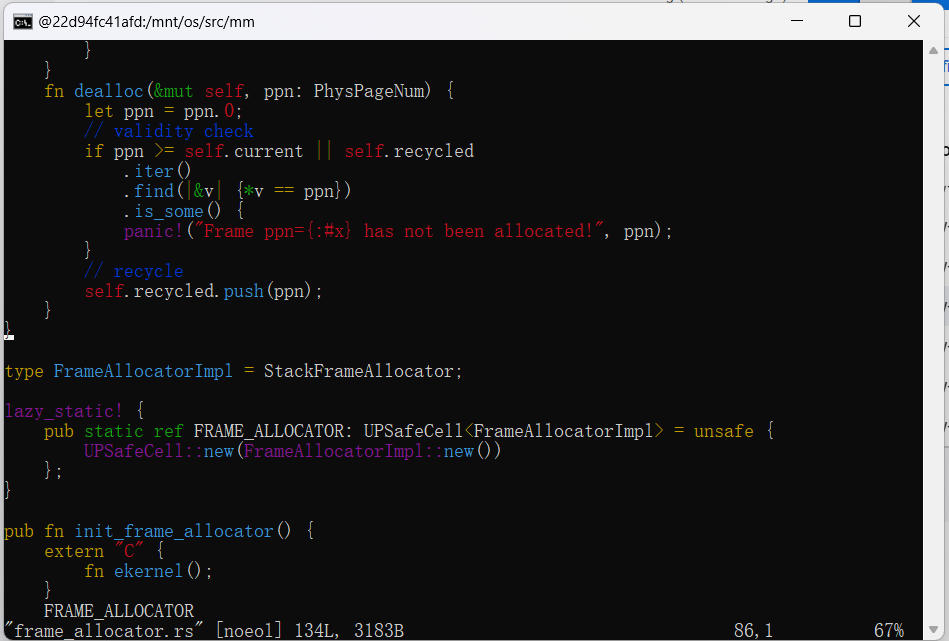 @22d94fc41afd:/mnt/os/src/mm
        }
    }
    fn dealloc(&mut self, ppn: PhysPageNum) {
        let ppn = ppn.0;
        // validity check
        if ppn >= self.current || self.recycled
            .iter()
            .find(|&v| {*v == ppn})
            .is_some() {
            panic!("Frame ppn={:#x} has not been allocated!", ppn);
        }
        // recycle
        self.recycled.push(ppn);
    }
}
type FrameAllocatorImpl = StackFrameAllocator;
lazy_static! {
    pub static ref FRAME_ALLOCATOR: UPSafeCell<FrameAllocatorImpl> = unsafe {
        UPSafeCell::new(FrameAllocatorImpl::new())
    };
}
pub fn init_frame_allocator() {
    extern "C" {
        fn ekernel();
    }
    FRAME_ALLOCATOR
"frame_allocator.rs" [noeol] 134L, 3183B 86,1 67%